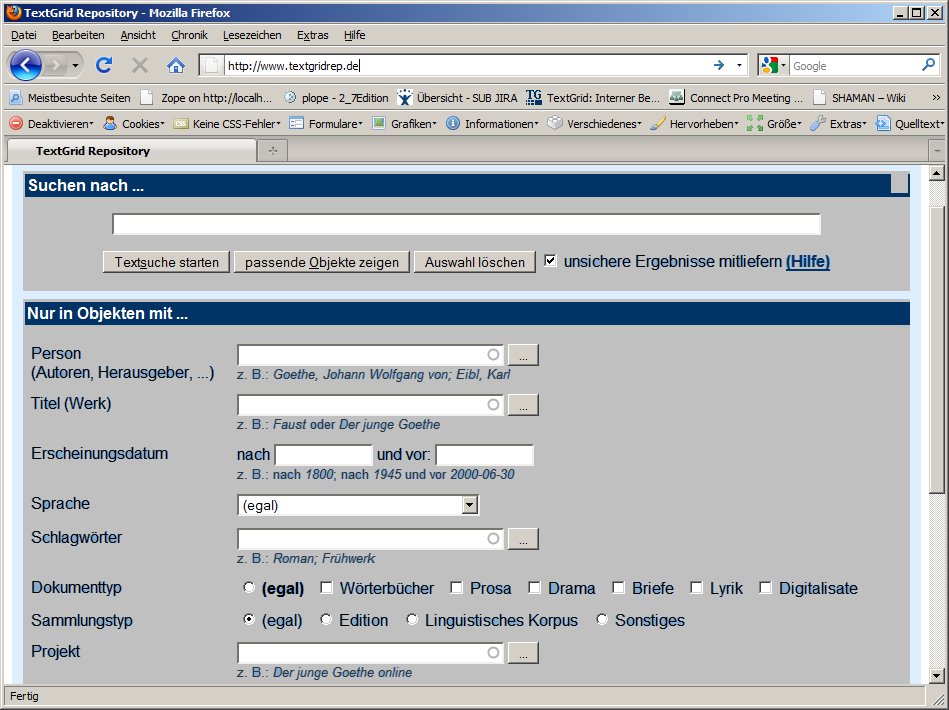 TextGrid Repository - Mozilla Firefox
Datei Bearbeiten Ansicht Chronik Lesezeichen Extras Hilfe
http://www.textgridrep.de
Google
Meistbesuchte Seiten Zope on http://localh... plope - 2_7Edition Übersicht - SUB JIRA TG TextGrid: Interner Be... Connect Pro Meeting ... SHAMAN – Wiki »
Deaktivieren Cookies CSS Keine CSS-Fehler Formulare Grafiken Informationen Verschiedenes Hervorheben Größe Extras Quelltext
TextGrid Repository
Suchen nach ...
Textsuche starten passende Objekte zeigen Auswahl löschen unsichere Ergebnisse mitliefern (Hilfe)
Nur in Objekten mit ...
Person
(Autoren, Herausgeber, ...) ...
z. B.: Goethe, Johann Wolfgang von; Eibl, Karl
Titel (Werk) ...
z. B.: Faust oder Der junge Goethe
Erscheinungsdatum nach und vor:
z. B.: nach 1800; nach 1945 und vor 2000-06-30
Sprache (egal)
Schlagwörter ...
z. B.: Roman; Frühwerk
Dokumenttyp (egal) Wörterbücher Prosa Drama Briefe Lyrik Digitalisate
Sammlungstyp (egal) Edition Linguistisches Korpus Sonstiges
Projekt ...
z. B.: Der junge Goethe online
Fertig